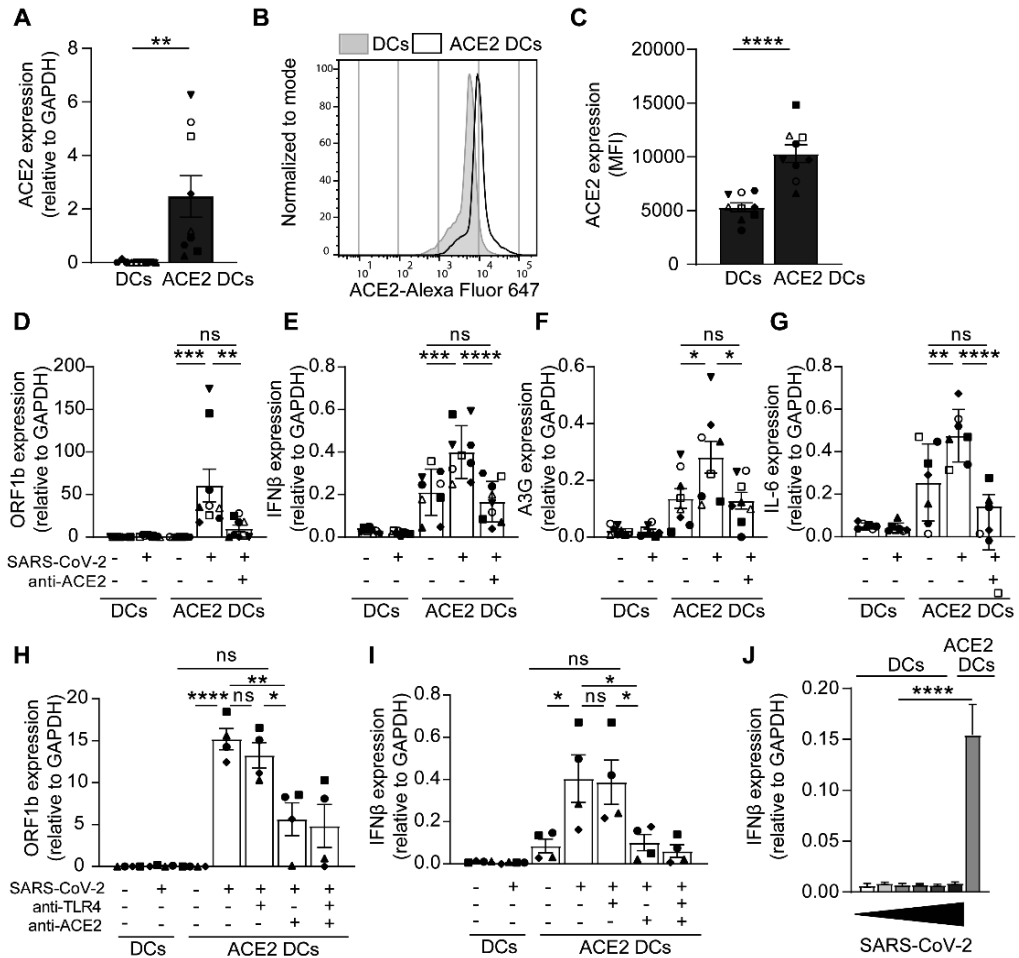 A
ACE2 expression
(relative to GAPDH)
8
6
4
2
0
**
DCs
ACE2 DCs
B
DCs
ACE2 DCs
Normalized to mode
100
80
60
40
20
0
10¹
10²
10³
10⁴
10⁵
ACE2-Alexa Fluor 647
C
ACE2 expression
(MFI)
20000
15000
10000
5000
0
****
DCs
ACE2 DCs
D
ORF1b expression
(relative to GAPDH)
200
150
100
50
0
ns
*** **
SARS-CoV-2 - + - + +
anti-ACE2 - - - - +
DCs
ACE2 DCs
E
IFNβ expression
(relative to GAPDH)
0.8
0.6
0.4
0.2
0.0
ns
*** ****
- + - + +
- - - - +
DCs
ACE2 DCs
F
A3G expression
(relative to GAPDH)
0.6
0.4
0.2
0.0
ns
* *
- + - + +
- - - - +
DCs
ACE2 DCs
G
IL-6 expression
(relative to GAPDH)
0.8
0.6
0.4
0.2
0.0
ns
** ****
- + - + +
- - - - +
DCs
ACE2 DCs
H
ORF1b expression
(relative to GAPDH)
20
15
10
5
0
ns
**
**** ns *
SARS-CoV-2 - + - + + + +
anti-TLR4 - - - - + - +
anti-ACE2 - - - - - + +
DCs
ACE2 DCs
I
IFNβ expression
(relative to GAPDH)
0.8
0.6
0.4
0.2
0.0
ns
*
* ns *
- + - + + + +
- - - - + - +
- - - - - + +
DCs
ACE2 DCs
J
IFNβ expression
(relative to GAPDH)
0.20
0.15
0.10
0.05
0.00
DCs
ACE2
DCs
****
SARS-CoV-2